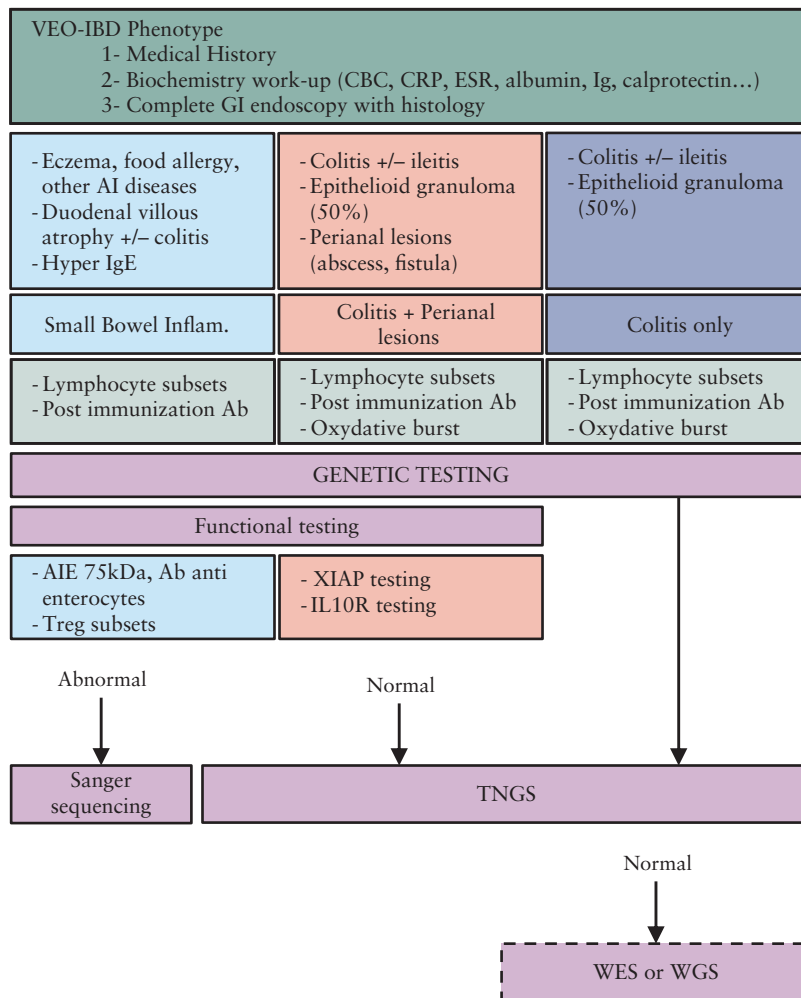 VEO-IBD Phenotype
1- Medical History
2- Biochemistry work-up (CBC, CRP, ESR, albumin, Ig, calprotectin…)
3- Complete GI endoscopy with histology
- Eczema, food allergy,
other AI diseases
- Duodenal villous
atrophy +/– colitis
- Hyper IgE
- Colitis +/– ileitis
- Epithelioid granuloma
(50%)
- Perianal lesions
(abscess, fistula)
- Colitis +/– ileitis
- Epithelioid granuloma
(50%)
Small Bowel Inflam.
Colitis + Perianal
lesions
Colitis only
- Lymphocyte subsets
- Post immunization Ab
- Lymphocyte subsets
- Post immunization Ab
- Oxydative burst
- Lymphocyte subsets
- Post immunization Ab
- Oxydative burst
GENETIC TESTING
Functional testing
- AIE 75kDa, Ab anti
enterocytes
- Treg subsets
- XIAP testing
- IL10R testing
Abnormal
Normal
Sanger
sequencing
TNGS
Normal
WES or WGS